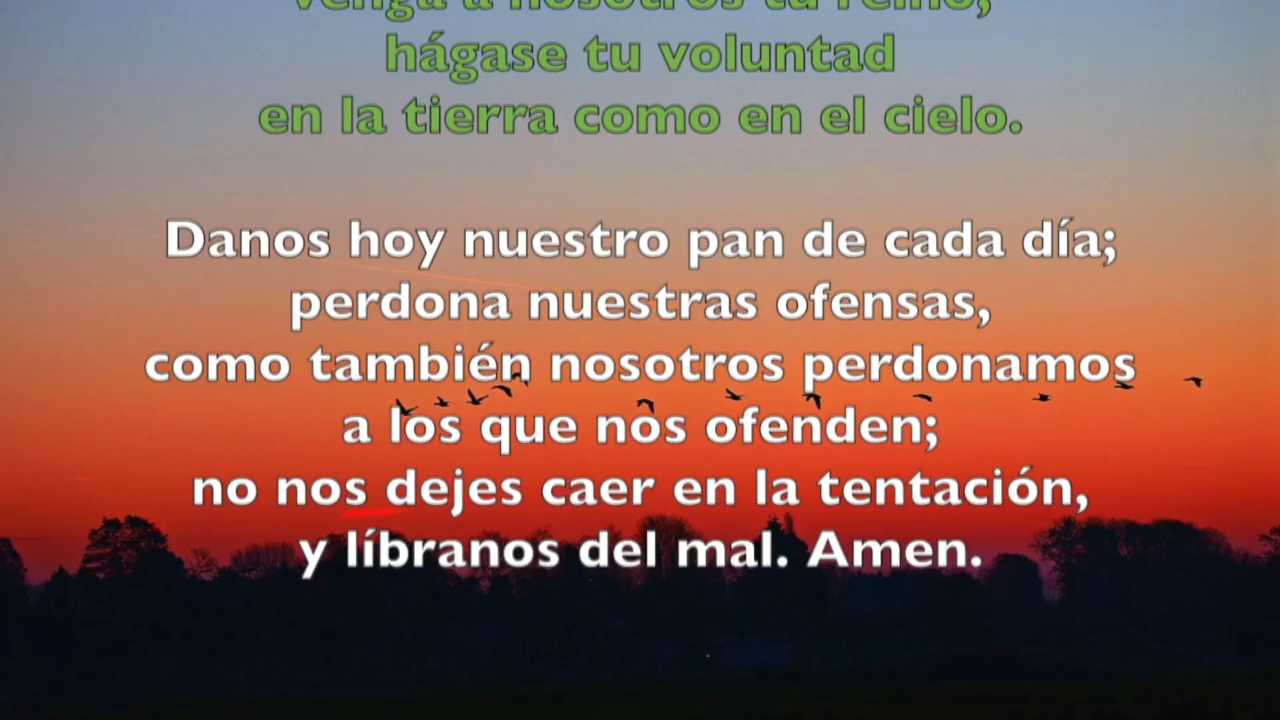 venga a nosotros tu reino,
hágase tu voluntad
en la tierra como en el cielo.
Danos hoy nuestro pan de cada día;
perdona nuestras ofensas,
como también nosotros perdonamos
a los que nos ofenden;
no nos dejes caer en la tentación,
y líbranos del mal. Amen.